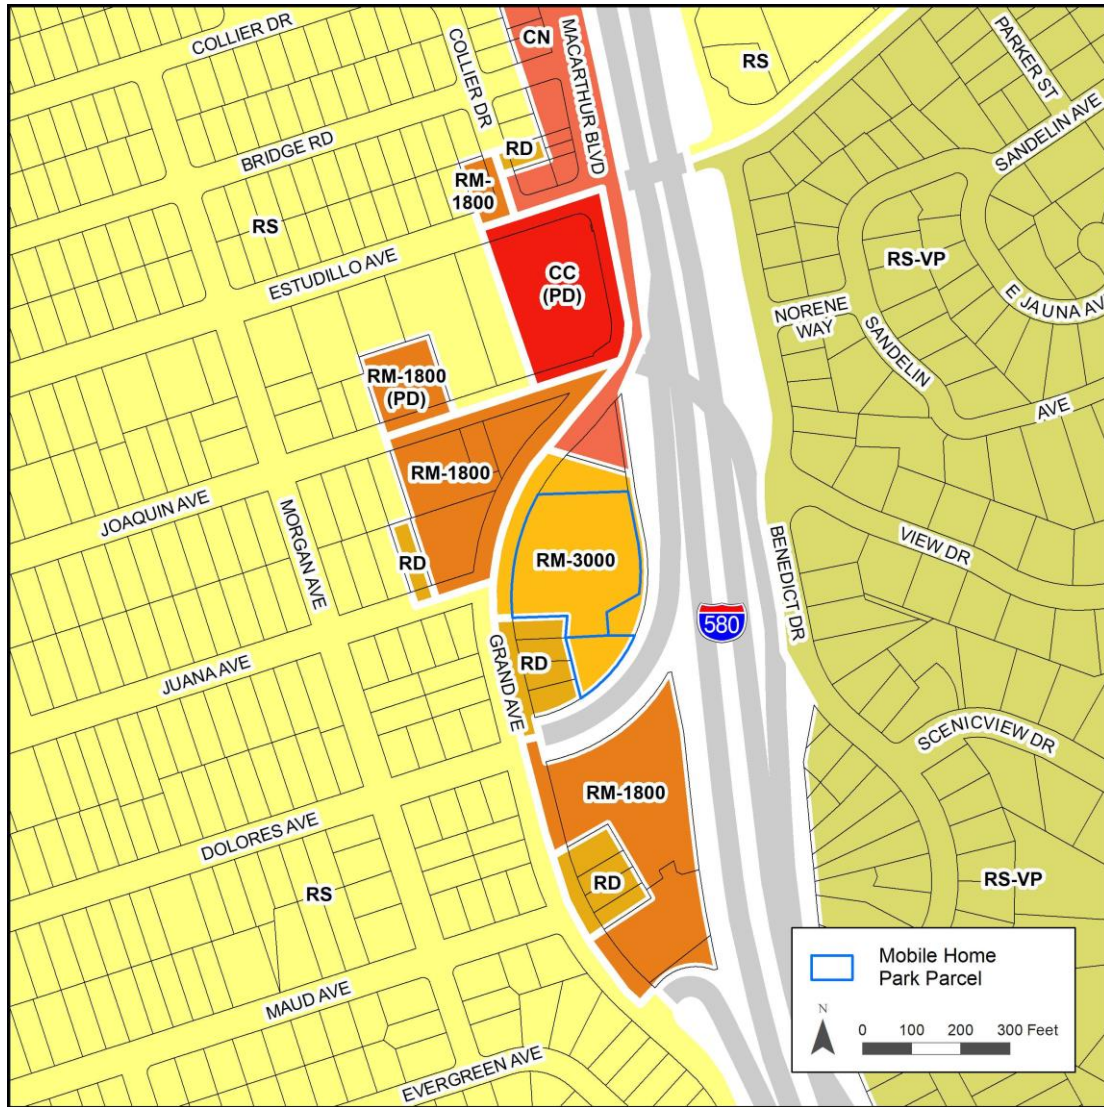 COLLIER DR
COLLIER DR
CN
MACARTHUR BLVD
RS
PARKER ST
SANDELIN AVE
BRIDGE RD
RD
RM-
1800
RS
ESTUDILLO AVE
CC
(PD)
RS-VP
E JAUNA AV
NORENE
WAY
SANDELIN
AVE
RM-1800
(PD)
RM-1800
JOAQUIN AVE
MORGAN AVE
RD
RM-3000
BENEDICT DR
VIEW DR
580
JUANA AVE
GRAND AVE
RD
SCENICVIEW DR
RM-1800
DOLORES AVE
RD
RS
RS-VP
MAUD AVE
EVERGREEN AVE
Mobile Home
Park Parcel
N
0 100 200 300 Feet